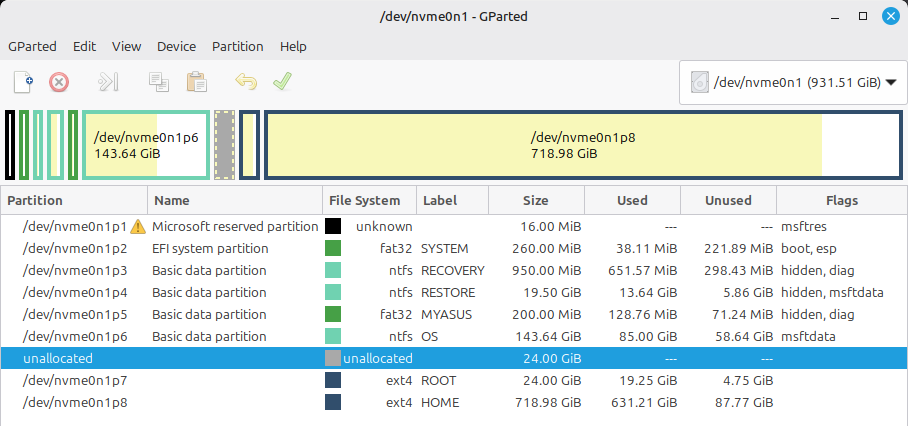 /dev/nvme0n1 - GParted
GParted Edit View Device Partition Help
/dev/nvme0n1 (931.51 GiB)
/dev/nvme0n1p6
143.64 GiB
/dev/nvme0n1p8
718.98 GiB
Partition Name File System Label Size Used Unused Flags
/dev/nvme0n1p1 Microsoft reserved partition unknown 16.00 MiB --- --- msftres
/dev/nvme0n1p2 EFI system partition fat32 SYSTEM 260.00 MiB 38.11 MiB 221.89 MiB boot, esp
/dev/nvme0n1p3 Basic data partition ntfs RECOVERY 950.00 MiB 651.57 MiB 298.43 MiB hidden, diag
/dev/nvme0n1p4 Basic data partition ntfs RESTORE 19.50 GiB 13.64 GiB 5.86 GiB hidden, msftdata
/dev/nvme0n1p5 Basic data partition fat32 MYASUS 200.00 MiB 128.76 MiB 71.24 MiB hidden, diag
/dev/nvme0n1p6 Basic data partition ntfs OS 143.64 GiB 85.00 GiB 58.64 GiB msftdata
unallocated unallocated 24.00 GiB --- ---
/dev/nvme0n1p7 ext4 ROOT 24.00 GiB 19.25 GiB 4.75 GiB
/dev/nvme0n1p8 ext4 HOME 718.98 GiB 631.21 GiB 87.77 GiB